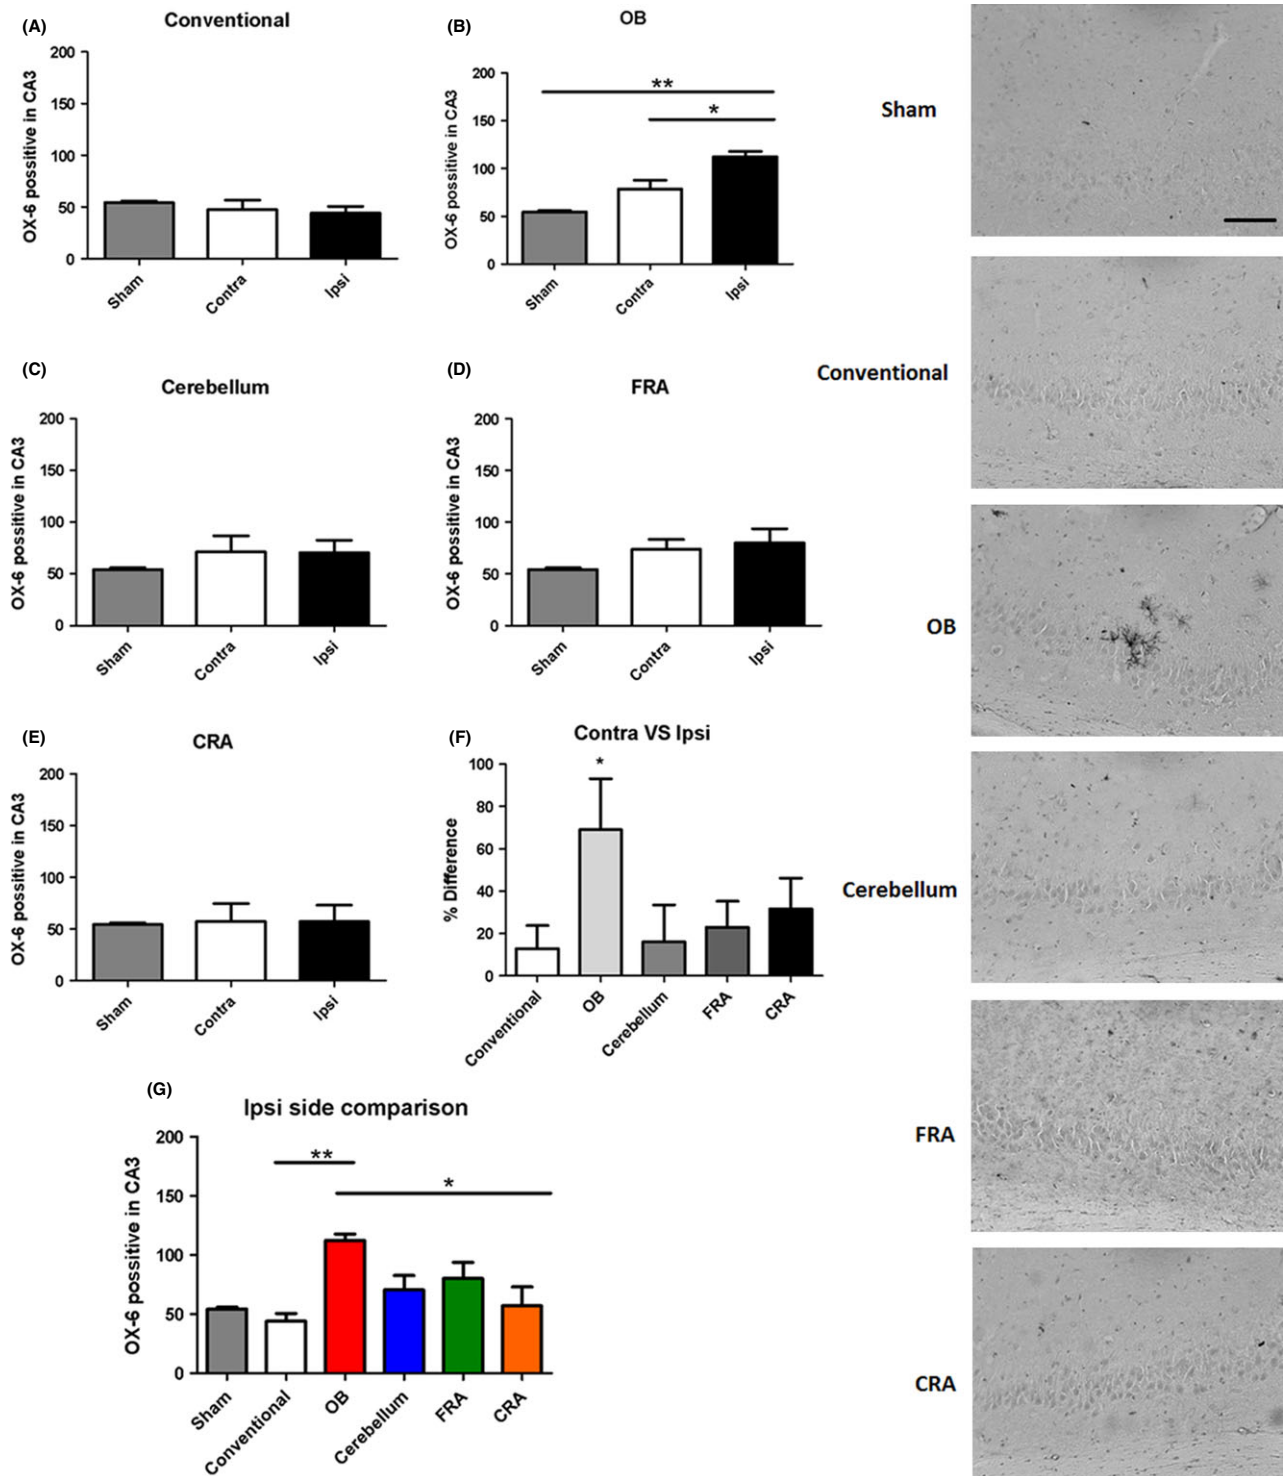 (A)
Conventional
OX-6 possitive in CA3
200
150
100
50
0
Sham
Contra
Ipsi
(B)
OB
OX-6 possitive in CA3
200
150
100
50
0
**
*
Sham
Contra
Ipsi
(C)
Cerebellum
OX-6 possitive in CA3
200
150
100
50
0
Sham
Contra
Ipsi
(D)
FRA
OX-6 possitive in CA3
200
150
100
50
0
Sham
Contra
Ipsi
(E)
CRA
OX-6 possitive in CA3
200
150
100
50
0
Sham
Contra
Ipsi
(F)
Contra VS Ipsi
% Difference
100
80
60
40
20
0
*
Conventional
OB
Cerebellum
FRA
CRA
(G)
Ipsi side comparison
OX-6 possitive in CA3
200
150
100
50
0
**
*
Sham
Conventional
OB
Cerebellum
FRA
CRA
Sham
Conventional
OB
Cerebellum
FRA
CRA